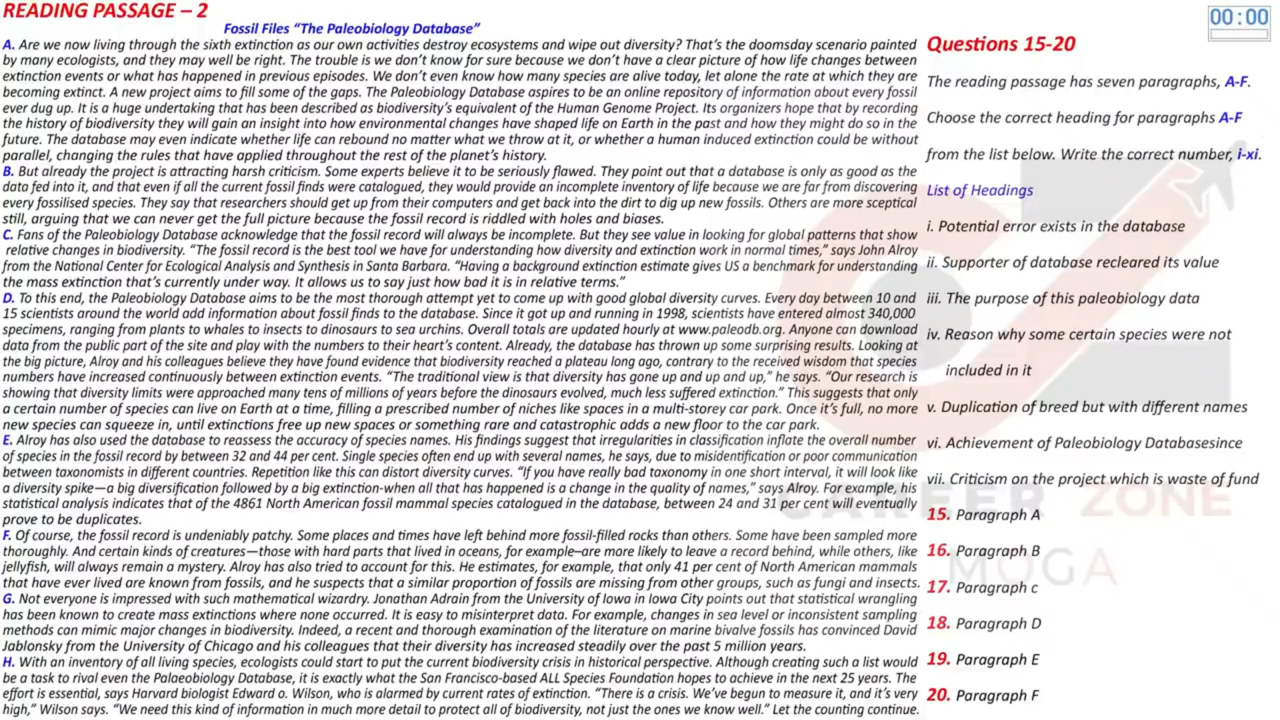 READING PASSAGE – 2
Fossil Files “The Paleobiology Database”
A. Are we now living through the sixth extinction as our own activities destroy ecosystems and wipe out diversity? That’s the doomsday scenario painted
by many ecologists, and they may well be right. The trouble is we don’t know for sure because we don’t have a clear picture of how life changes between
extinction events or what has happened in previous episodes. We don’t even know how many species are alive today, let alone the rate at which they are
becoming extinct. A new project aims to fill some of the gaps. The Paleobiology Database aspires to be an online repository of information about every fossil
ever dug up. It is a huge undertaking that has been described as biodiversity’s equivalent of the Human Genome Project. Its organizers hope that by recording
the history of biodiversity they will gain an insight into how environmental changes have shaped life on Earth in the past and how they might do so in the
future. The database may even indicate whether life can rebound no matter what we throw at it, or whether a human induced extinction could be without
parallel, changing the rules that have applied throughout the rest of the planet’s history.
B. But already the project is attracting harsh criticism. Some experts believe it to be seriously flawed. They point out that a database is only as good as the
data fed into it, and that even if all the current fossil finds were catalogued, they would provide an incomplete inventory of life because we are far from discovering
every fossilised species. They say that researchers should get up from their computers and get back into the dirt to dig up new fossils. Others are more sceptical
still, arguing that we can never get the full picture because the fossil record is riddled with holes and biases.
C. Fans of the Paleobiology Database acknowledge that the fossil record will always be incomplete. But they see value in looking for global patterns that show
relative changes in biodiversity. “The fossil record is the best tool we have for understanding how diversity and extinction work in normal times,” says John Alroy
from the National Center for Ecological Analysis and Synthesis in Santa Barbara. “Having a background extinction estimate gives US a benchmark for understanding
the mass extinction that’s currently under way. It allows us to say just how bad it is in relative terms.”
D. To this end, the Paleobiology Database aims to be the most thorough attempt yet to come up with good global diversity curves. Every day between 10 and
15 scientists around the world add information about fossil finds to the database. Since it got up and running in 1998, scientists have entered almost 340,000
specimens, ranging from plants to whales to insects to dinosaurs to sea urchins. Overall totals are updated hourly at www.paleodb.org. Anyone can download
data from the public part of the site and play with the numbers to their heart’s content. Already, the database has thrown up some surprising results. Looking at
the big picture, Alroy and his colleagues believe they have found evidence that biodiversity reached a plateau long ago, contrary to the received wisdom that species
numbers have increased continuously between extinction events. “The traditional view is that diversity has gone up and up and up,” he says. “Our research is
showing that diversity limits were approached many tens of millions of years before the dinosaurs evolved, much less suffered extinction.” This suggests that only
a certain number of species can live on Earth at a time, filling a prescribed number of niches like spaces in a multi-storey car park. Once it’s full, no more
new species can squeeze in, until extinctions free up new spaces or something rare and catastrophic adds a new floor to the car park.
E. Alroy has also used the database to reassess the accuracy of species names. His findings suggest that irregularities in classification inflate the overall number
of species in the fossil record by between 32 and 44 per cent. Single species often end up with several names, he says, due to misidentification or poor communication
between taxonomists in different countries. Repetition like this can distort diversity curves. “If you have really bad taxonomy in one short interval, it will look like
a diversity spike—a big diversification followed by a big extinction-when all that has happened is a change in the quality of names,” says Alroy. For example, his
statistical analysis indicates that of the 4861 North American fossil mammal species catalogued in the database, between 24 and 31 per cent will eventually
prove to be duplicates.
F. Of course, the fossil record is undeniably patchy. Some places and times have left behind more fossil-filled rocks than others. Some have been sampled more
thoroughly. And certain kinds of creatures—those with hard parts that lived in oceans, for example–are more likely to leave a record behind, while others, like
jellyfish, will always remain a mystery. Alroy has also tried to account for this. He estimates, for example, that only 41 per cent of North American mammals
that have ever lived are known from fossils, and he suspects that a similar proportion of fossils are missing from other groups, such as fungi and insects.
G. Not everyone is impressed with such mathematical wizardry. Jonathan Adrain from the University of Iowa in Iowa City points out that statistical wrangling
has been known to create mass extinctions where none occurred. It is easy to misinterpret data. For example, changes in sea level or inconsistent sampling
methods can mimic major changes in biodiversity. Indeed, a recent and thorough examination of the literature on marine bivalve fossils has convinced David
Jablonsky from the University of Chicago and his colleagues that their diversity has increased steadily over the past 5 million years.
H. With an inventory of all living species, ecologists could start to put the current biodiversity crisis in historical perspective. Although creating such a list would
be a task to rival even the Palaeobiology Database, it is exactly what the San Francisco-based ALL Species Foundation hopes to achieve in the next 25 years. The
effort is essential, says Harvard biologist Edward o. Wilson, who is alarmed by current rates of extinction. “There is a crisis. We’ve begun to measure it, and it’s very
high,” Wilson says. “We need this kind of information in much more detail to protect all of biodiversity, not just the ones we know well.” Let the counting continue.
00:00
Questions 15-20
The reading passage has seven paragraphs, A-F.
Choose the correct heading for paragraphs A-F
from the list below. Write the correct number, i-xi.
List of Headings
i. Potential error exists in the database
ii. Supporter of database recleared its value
iii. The purpose of this paleobiology data
iv. Reason why some certain species were not
included in it
v. Duplication of breed but with different names
vi. Achievement of Paleobiology Databasesince
vii. Criticism on the project which is waste of fund
15. Paragraph A
16. Paragraph B
17. Paragraph c
18. Paragraph D
19. Paragraph E
20. Paragraph F
CAREER ZONE
MOGA